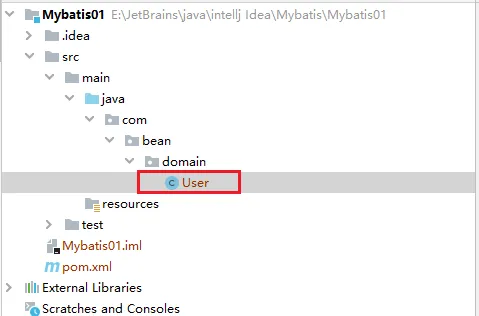 Mybatis01 E:\JetBrains\java\intellj Idea\Mybatis\Mybatis01
.idea
src
main
java
com
bean
domain
C User
resources
test
Mybatis01.iml
m pom.xml
External Libraries
Scratches and Consoles